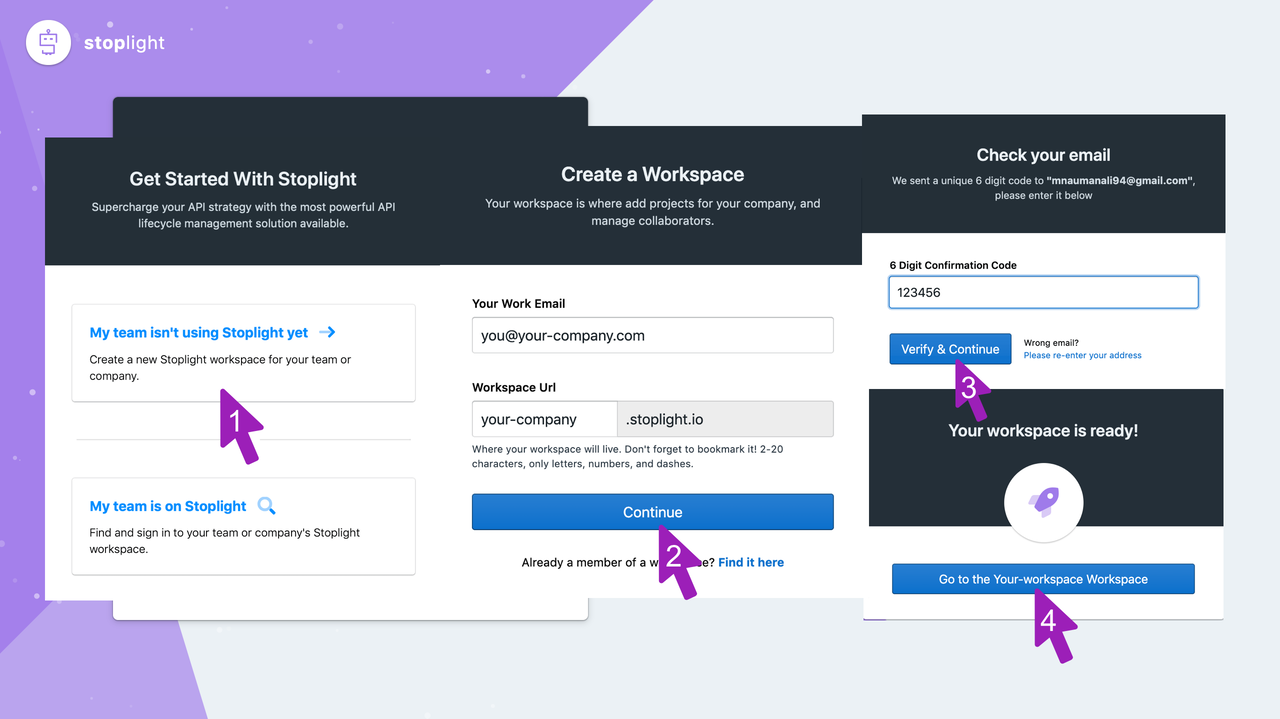 stoplight
Get Started With Stoplight
Supercharge your API strategy with the most powerful API
lifecycle management solution available.
My team isn't using Stoplight yet
Create a new Stoplight workspace for your team or
company.
1
My team is on Stoplight
Find and sign in to your team or company's Stoplight
workspace.
Create a Workspace
Your workspace is where add projects for your company, and
manage collaborators.
Your Work Email
you@your-company.com
Workspace Url
your-company .stoplight.io
Where your workspace will live. Don't forget to bookmark it! 2-20
characters, only letters, numbers, and dashes.
Continue
2
Already a member of a w ce? Find it here
Check your email
We sent a unique 6 digit code to "mnaumanali94@gmail.com",
please enter it below
6 Digit Confirmation Code
123456
Verify & Continue
Wrong email?
Please re-enter your address
3
Your workspace is ready!
Go to the Your-workspace Workspace
4